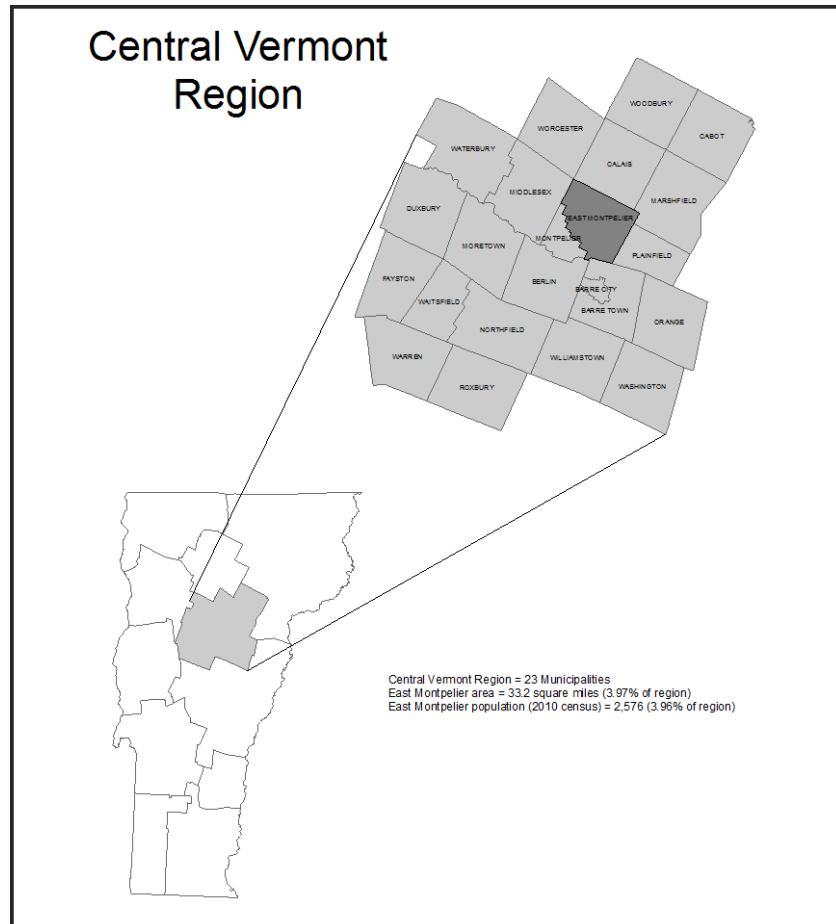 Central Vermont
Region
WOODBURY
CABOT
WORCESTER
WATERBURY
CALAIS
MIDDLESEX
MARSHFIELD
DUXBURY
EAST MONTPELIER
MONTPELIER
MORETOWN
PLAINFIELD
FAYSTON
BERLIN
BARRE CITY
WAITSFIELD
BARRE TOWN
ORANGE
NORTHFIELD
WARREN
WILLIAMSTOWN
ROXBURY
WASHINGTON
Central Vermont Region = 23 Municipalities
East Montpelier area = 33.2 square miles (3.97% of region)
East Montpelier population (2010 census) = 2,576 (3.96% of region)